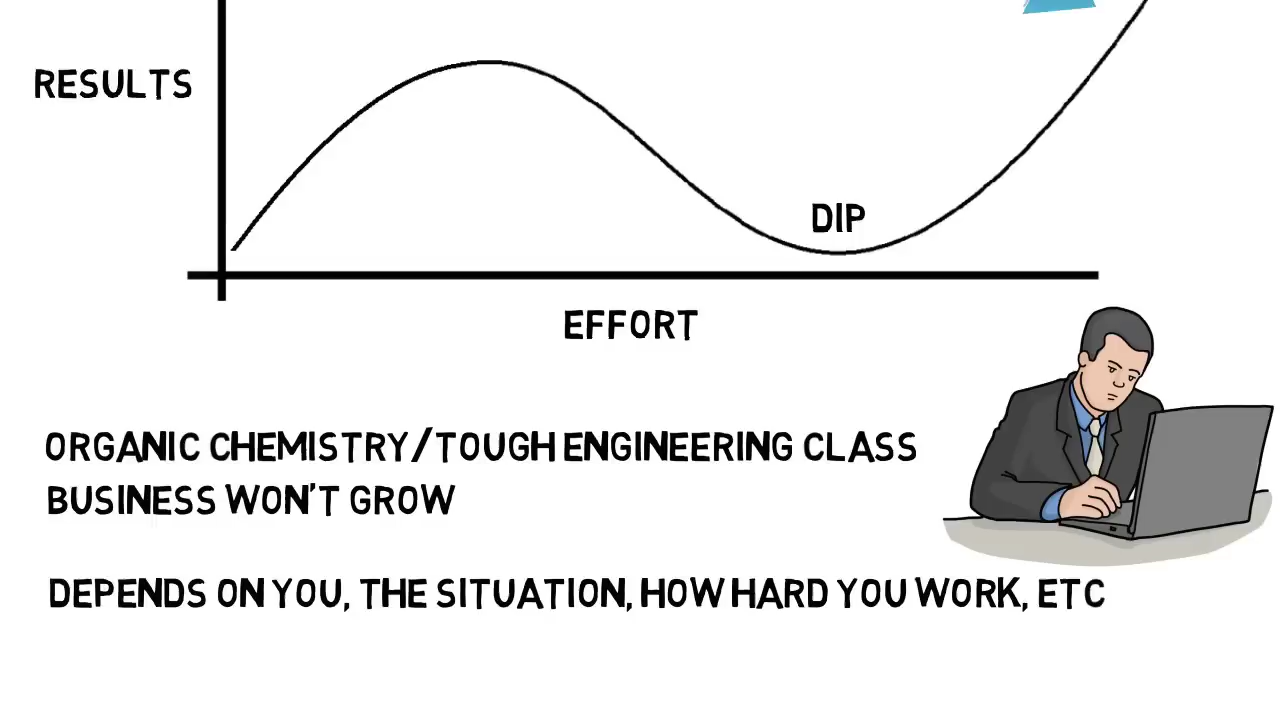 RESULTS
DIP
EFFORT
ORGANIC CHEMISTRY/TOUGH ENGINEERING CLASS
BUSINESS WON'T GROW
DEPENDS ON YOU, THE SITUATION, HOW HARD YOU WORK, ETC